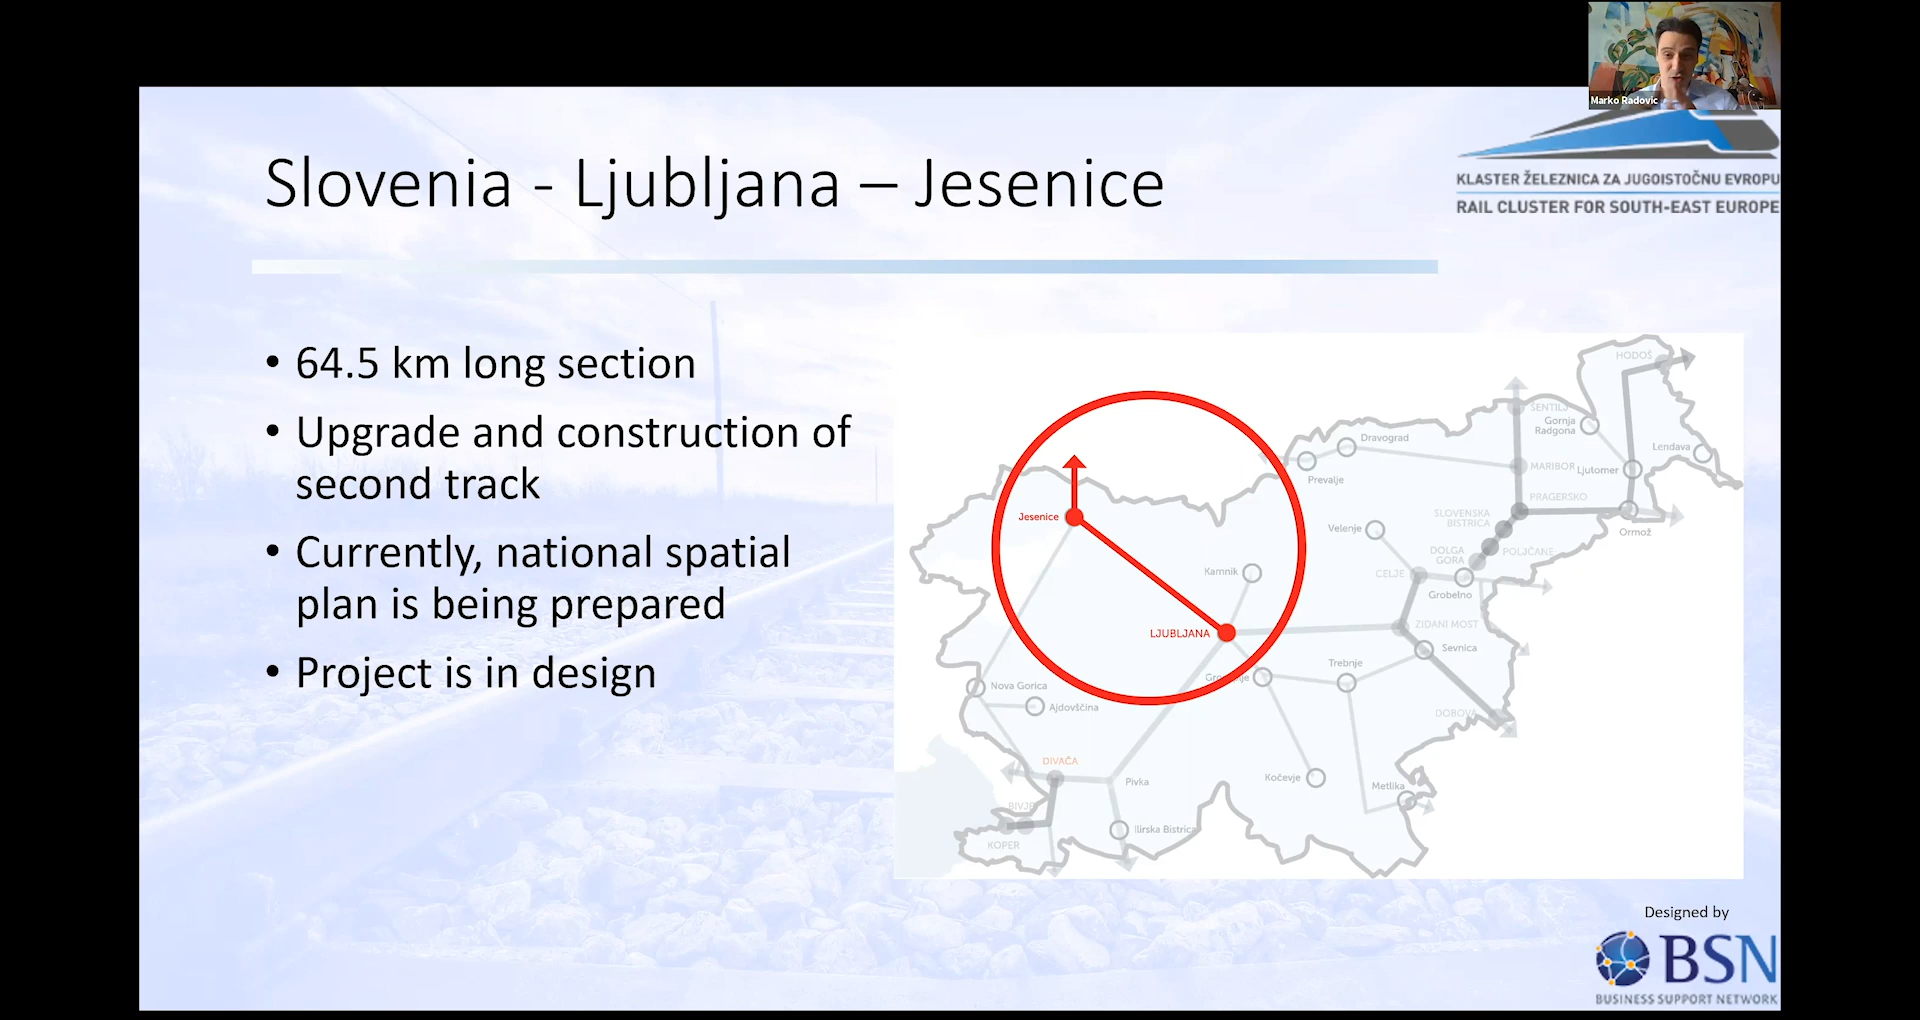 Marko Radovic
KLASTER ŽELEZNICA ZA JUGOISTOČNU EVROPU
RAIL CLUSTER FOR SOUTH-EAST EUROPE
Slovenia - Ljubljana – Jesenice
• 64.5 km long section
• Upgrade and construction of
second track
• Currently, national spatial
plan is being prepared
• Project is in design
HODOŠ
ŠENTILJ
Gornja
Radgona
Dravograd
Lendava
MARIBOR
Ljutomer
Prevalje
PRAGERSKO
SLOVENSKA
BISTRICA
Jesenice
Velenje
Ormož
DOLGA
GORA
POLJČANE
Kamnik
CELJE
Grobelno
LJUBLJANA
ZIDANI MOST
Sevnica
Trebnje
Nova Gorica
Ajdovščina
DOBOVA
DIVAČA
Pivka
Kočevje
Metlika
Ilirska Bistrica
KOPER
Designed by
BSN
BUSINESS SUPPORT NETWORK